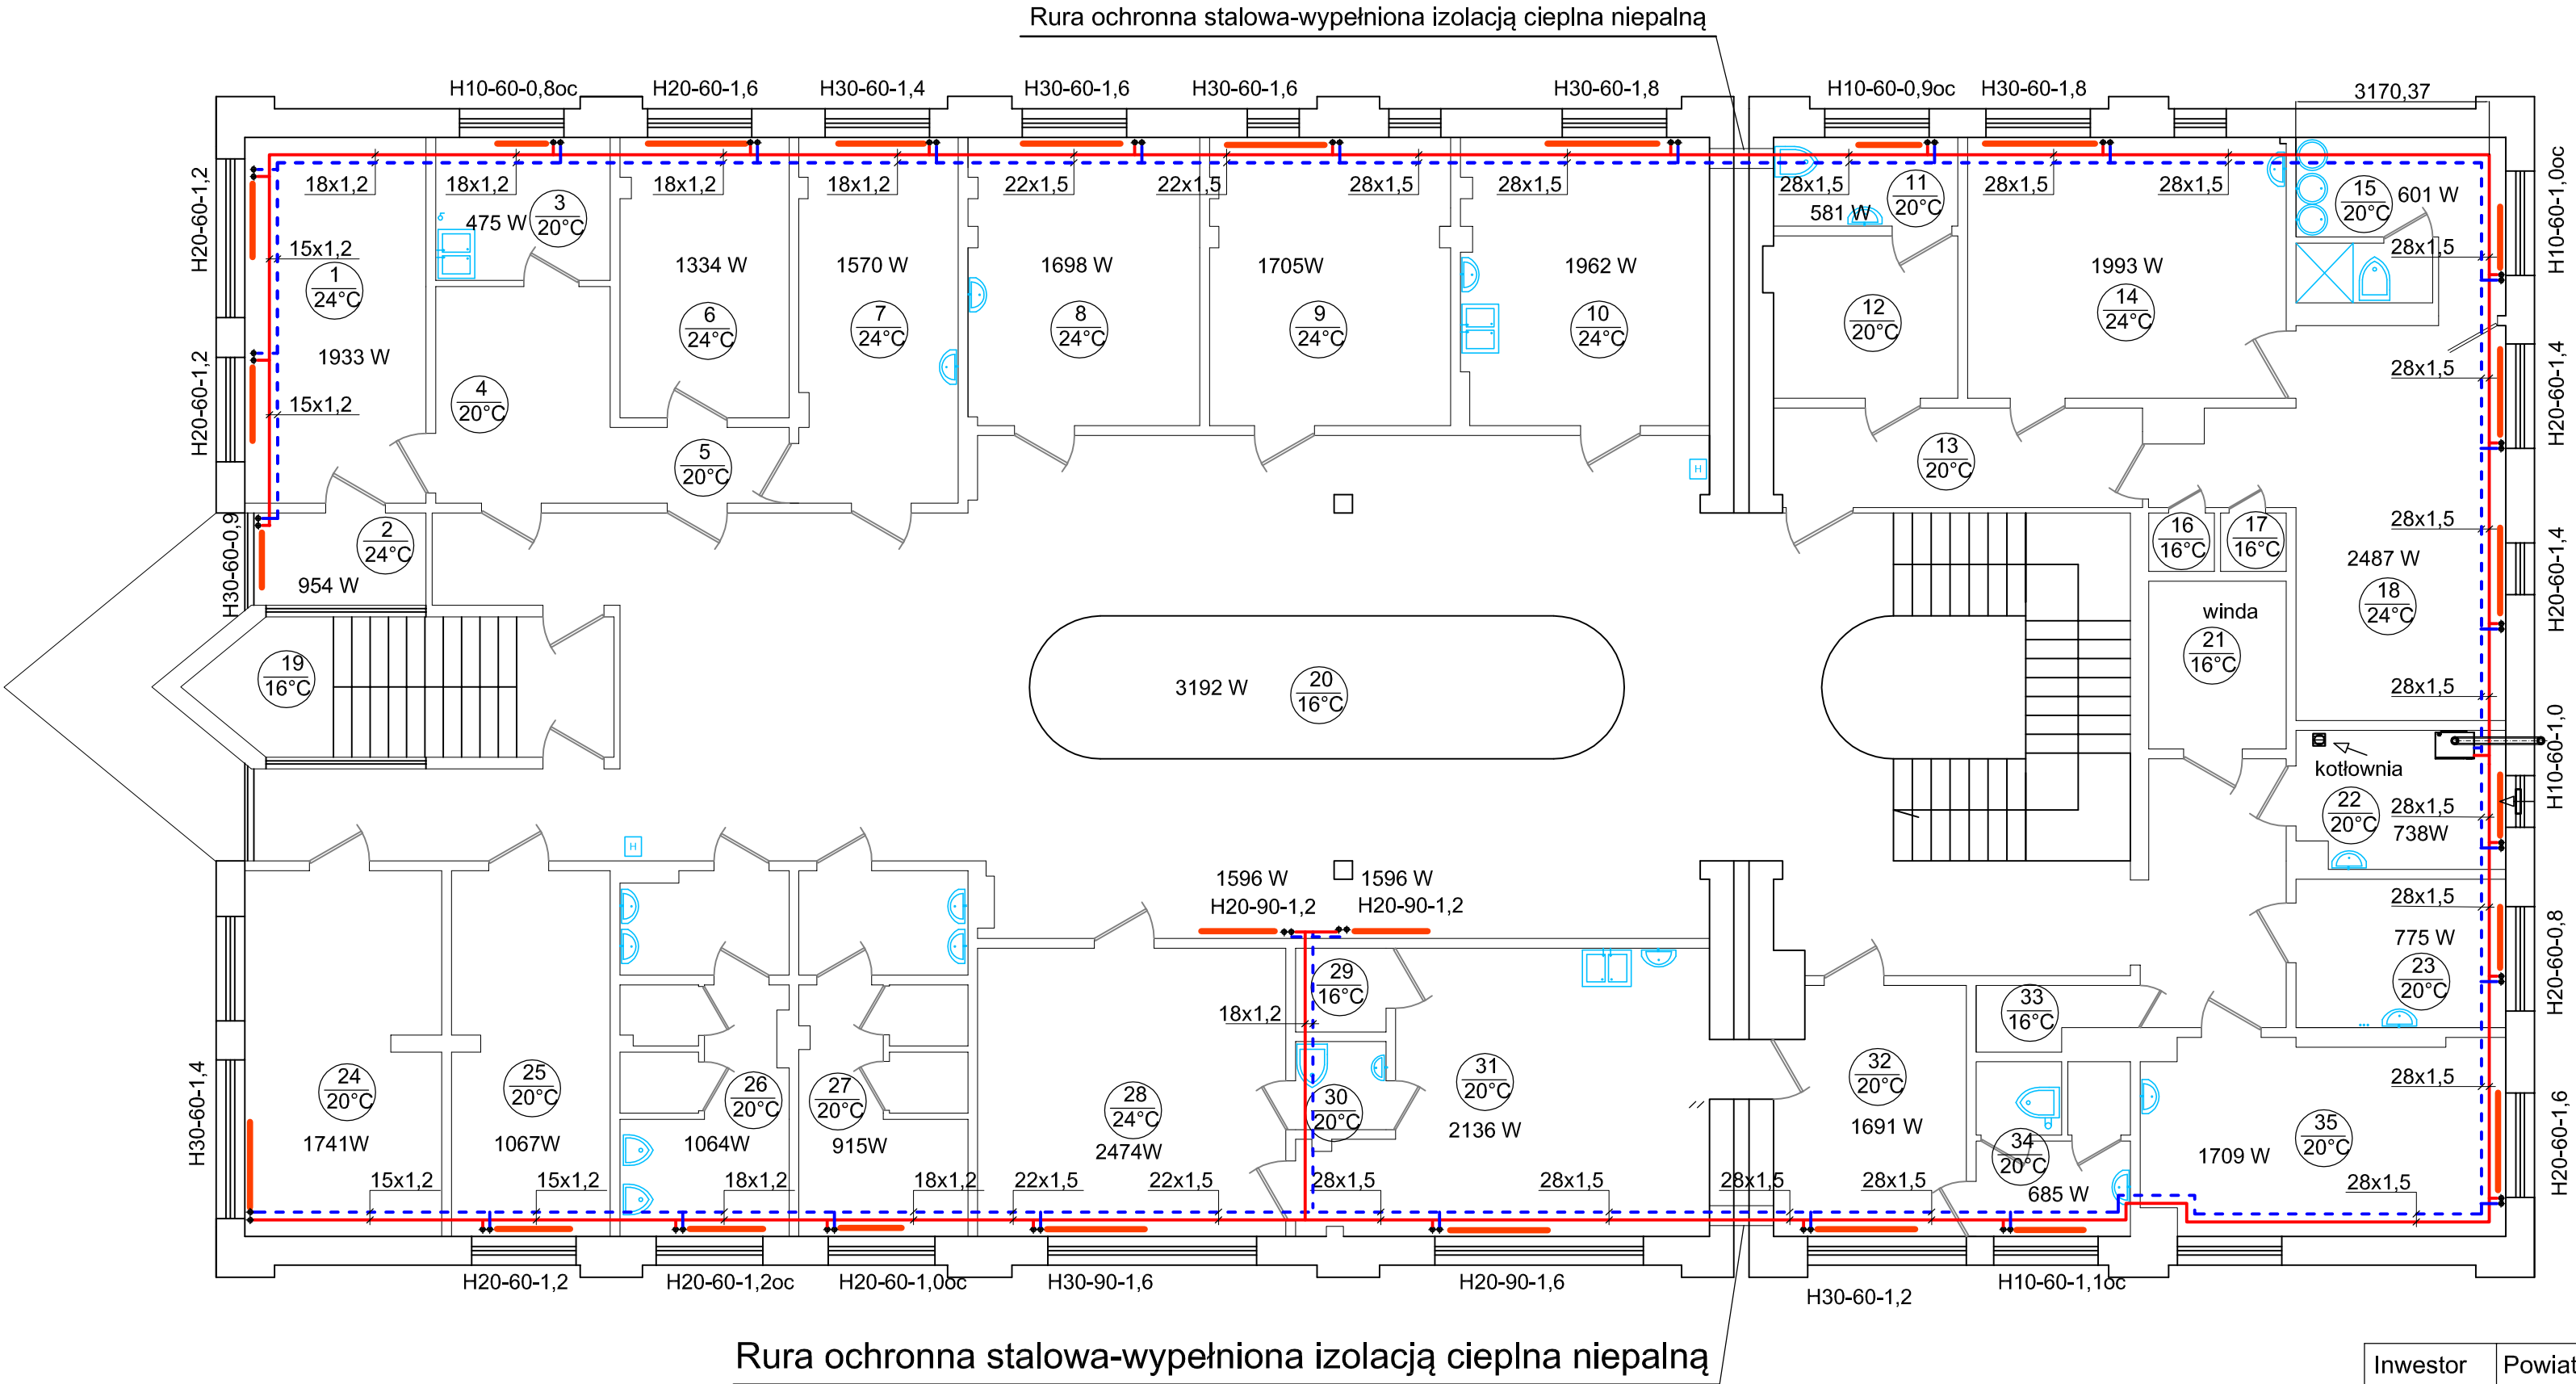 Rura ochronna stalowa-wypełniona izolacją cieplna niepalną
H10-60-0,8oc H20-60-1,6 H30-60-1,4 H30-60-1,6 H30-60-1,6 H30-60-1,8 H10-60-0,9oc H30-60-1,8 3170,37
18x1,2 18x1,2 18x1,2 18x1,2 22x1,5 22x1,5 28x1,5 28x1,5 28x1,5 28x1,5 28x1,5
H20-60-1,2
H20-60-1,2
H30-60-0,9
H30-60-1,4
15x1,2
1
24°C
1933 W
15x1,2
2
24°C
954 W
475 W
3
20°C
4
20°C
5
20°C
1334 W
6
24°C
1570 W
7
24°C
1698 W
8
24°C
1705W
9
24°C
1962 W
10
24°C
H
581 W
11
20°C
12
20°C
13
20°C
1993 W
14
24°C
15
20°C
601 W
28x1,5
28x1,5
28x1,5
16
16°C
17
16°C
2487 W
18
24°C
28x1,5
19
16°C
3192 W
20
16°C
winda
21
16°C
kotłownia
22
20°C
28x1,5
738W
28x1,5
775 W
23
20°C
28x1,5
H10-60-1,0oc
H20-60-1,4
H20-60-1,4
H10-60-1,0
H20-60-0,8
H20-60-1,6
H
1596 W 1596 W
H20-90-1,2 H20-90-1,2
18x1,2
24
20°C
1741W
25
20°C
1067W
26
20°C
1064W
27
20°C
915W
28
24°C
2474W
29
16°C
30
20°C
31
20°C
2136 W
32
20°C
1691 W
33
16°C
34
20°C
685 W
35
20°C
1709 W
15x1,2 15x1,2 18x1,2 18x1,2 22x1,5 22x1,5 28x1,5 28x1,5 28x1,5 28x1,5 28x1,5
H20-60-1,2 H20-60-1,2oc H20-60-1,0oc H30-90-1,6 H20-90-1,6 H30-60-1,2 H10-60-1,1oc
Rura ochronna stalowa-wypełniona izolacją cieplna niepalną
Inwestor Powiat